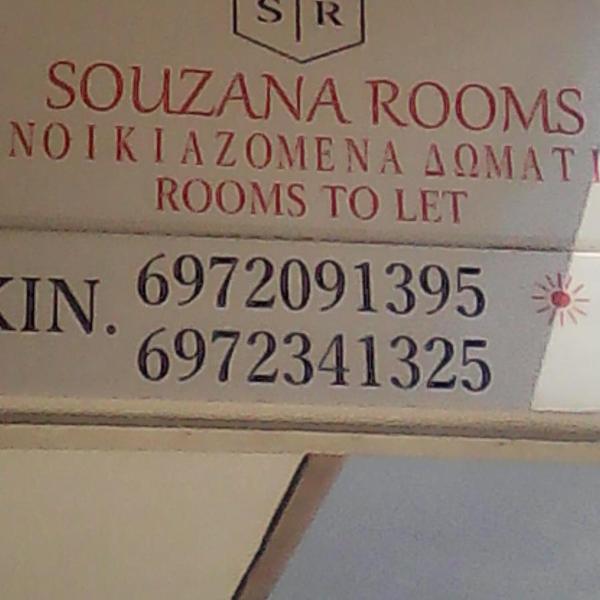 S R
SOUZANA ROOMS
ΝΟΙΚΙΑΖΟΜΕΝΑ ΔΩΜΑΤΙ
ROOMS TO LET
ΚΙΝ. 6972091395
6972341325